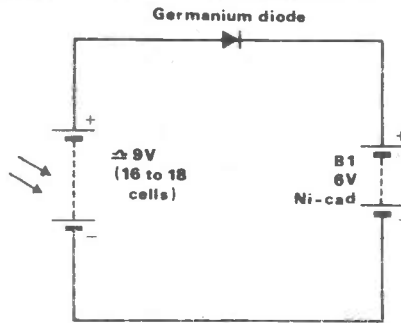 Germanium diode
+
≏ 9V
(16 to 18
cells)
−
+
B1
6V
Ni-cad
−